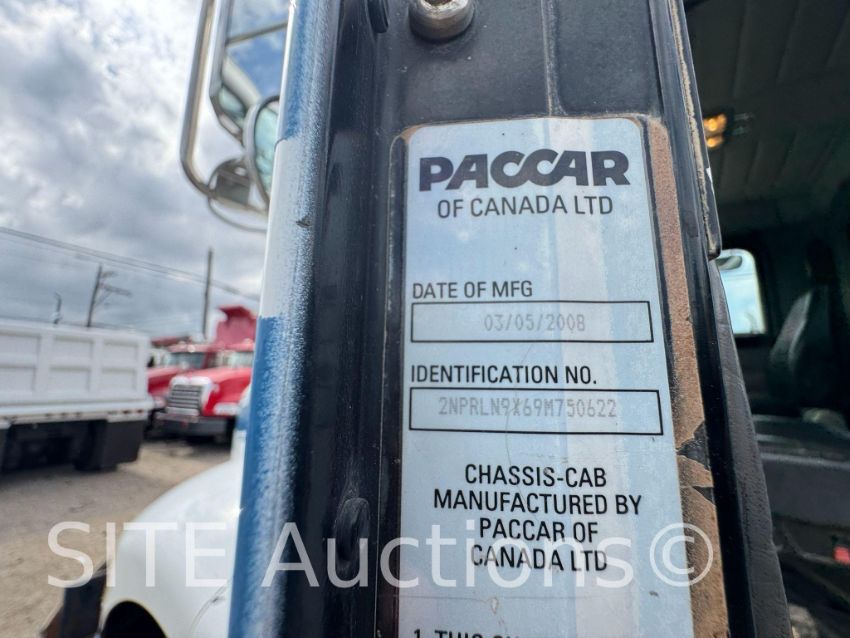 PACCAR
OF CANADA LTD
DATE OF MFG
03/05/2008
IDENTIFICATION NO.
2NPRLN9X69M750622
CHASSIS-CAB
MANUFACTURED BY
PACCAR OF
CANADA LTD
SITE Auctions©